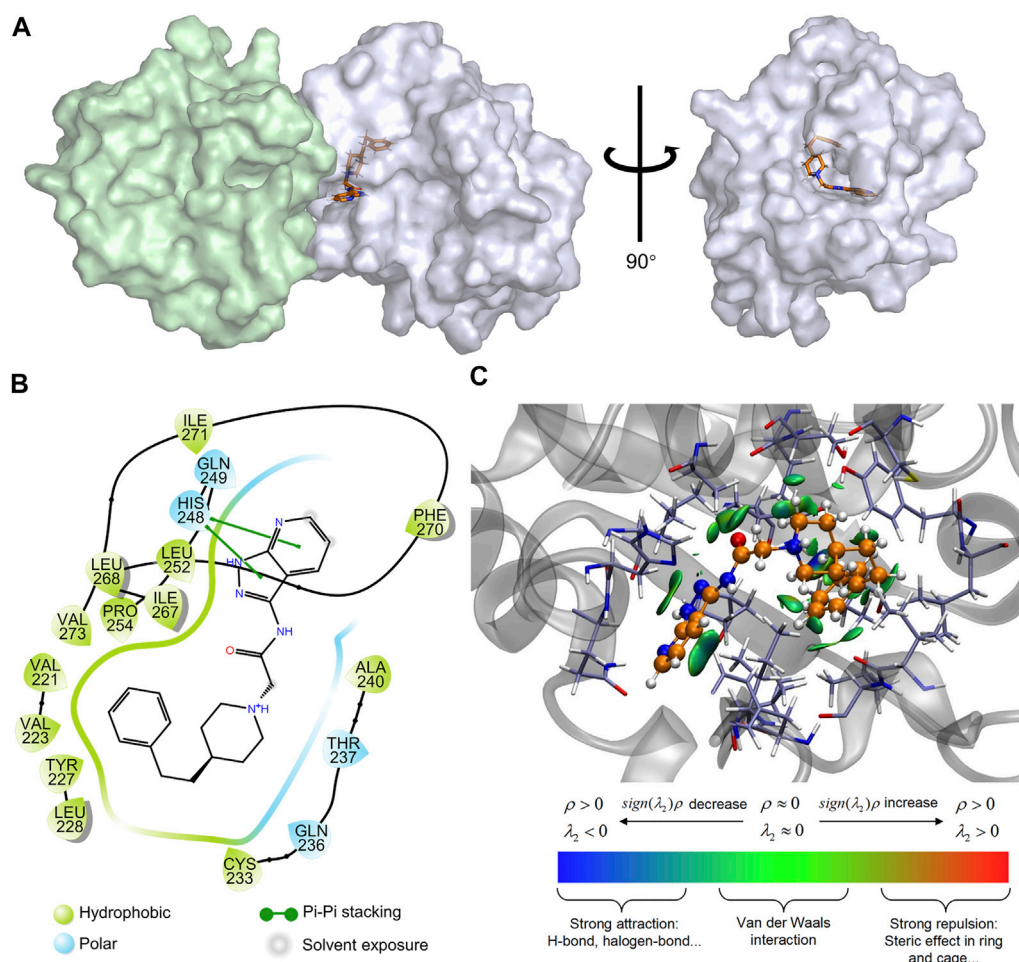 A
90°
B
ILE
271
GLN
249
HIS
248
PHE
270
LEU
252
LEU
268
PRO
254
ILE
267
VAL
273
VAL
221
VAL
223
TYR
227
LEU
228
ALA
240
THR
237
GLN
236
CYS
233
N
HN
N
NH
O
N⁺H
Hydrophobic
Polar
Pi-Pi stacking
Solvent exposure
C
ρ > 0 sign(λ₂)ρ decrease ρ ≈ 0 sign(λ₂)ρ increase ρ > 0
λ₂ < 0 λ₂ ≈ 0 λ₂ > 0
Strong attraction:
H-bond, halogen-bond...
Van der Waals
interaction
Strong repulsion:
Steric effect in ring
and cage...